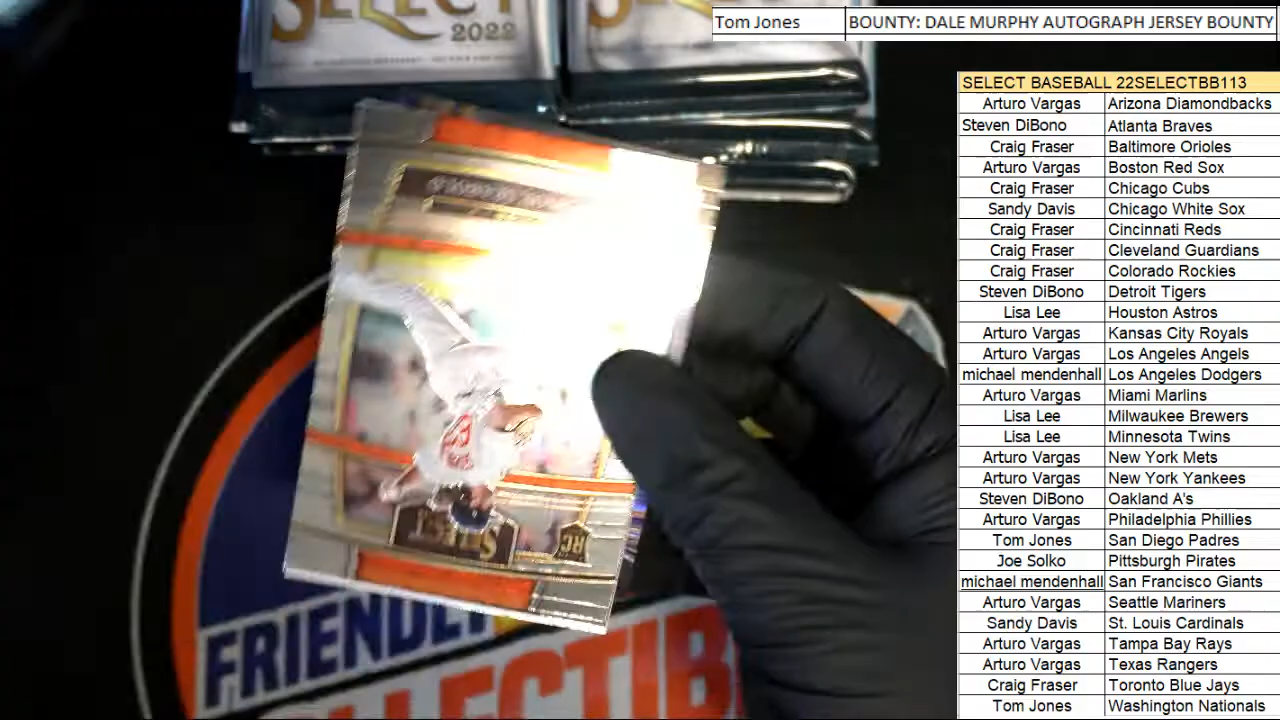 SELECT
2022
Tom Jones BOUNTY: DALE MURPHY AUTOGRAPH JERSEY BOUNTY
SELECT BASEBALL 22SELECTBB113
Arturo Vargas Arizona Diamondbacks
Steven DiBono Atlanta Braves
Craig Fraser Baltimore Orioles
Arturo Vargas Boston Red Sox
Craig Fraser Chicago Cubs
Sandy Davis Chicago White Sox
Craig Fraser Cincinnati Reds
Craig Fraser Cleveland Guardians
Craig Fraser Colorado Rockies
Steven DiBono Detroit Tigers
Lisa Lee Houston Astros
Arturo Vargas Kansas City Royals
Arturo Vargas Los Angeles Angels
michael mendenhall Los Angeles Dodgers
Arturo Vargas Miami Marlins
Lisa Lee Milwaukee Brewers
Lisa Lee Minnesota Twins
Arturo Vargas New York Mets
Arturo Vargas New York Yankees
Steven DiBono Oakland A's
Arturo Vargas Philadelphia Phillies
Tom Jones San Diego Padres
Joe Solko Pittsburgh Pirates
michael mendenhall San Francisco Giants
Arturo Vargas Seattle Mariners
Sandy Davis St. Louis Cardinals
Arturo Vargas Tampa Bay Rays
Arturo Vargas Texas Rangers
Craig Fraser Toronto Blue Jays
Tom Jones Washington Nationals
SELECT
RC
FRIENDLY